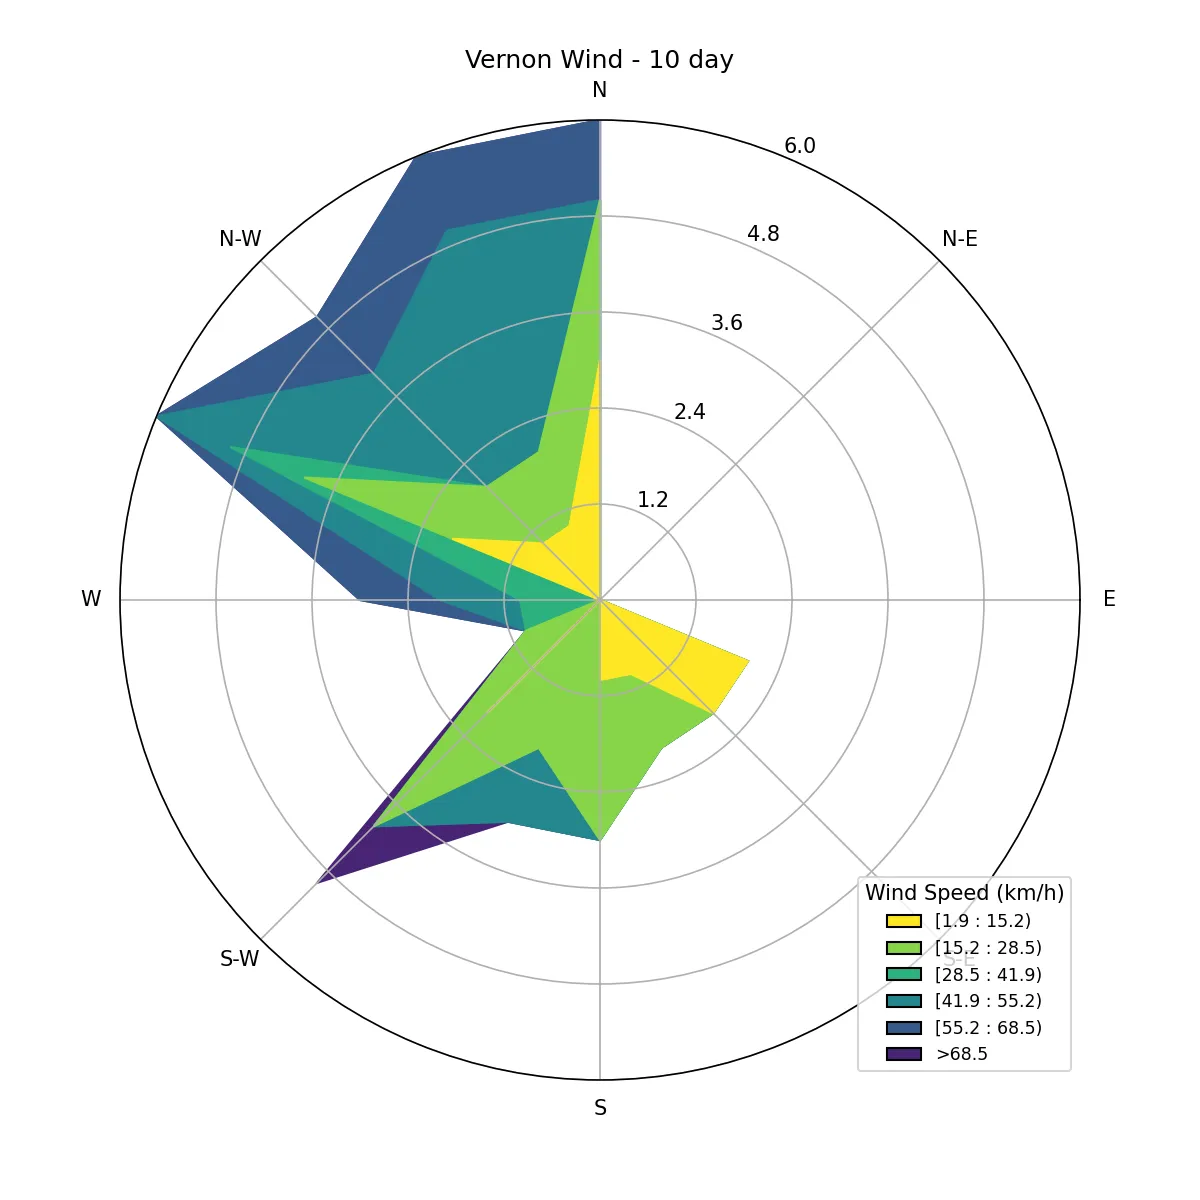 Vernon Wind - 10 day
N
6.0
N-W
4.8
N-E
3.6
2.4
1.2
W
E
S-W
S-E
S
Wind Speed (km/h)
[1.9 : 15.2)
[15.2 : 28.5)
[28.5 : 41.9)
[41.9 : 55.2)
[55.2 : 68.5)
>68.5